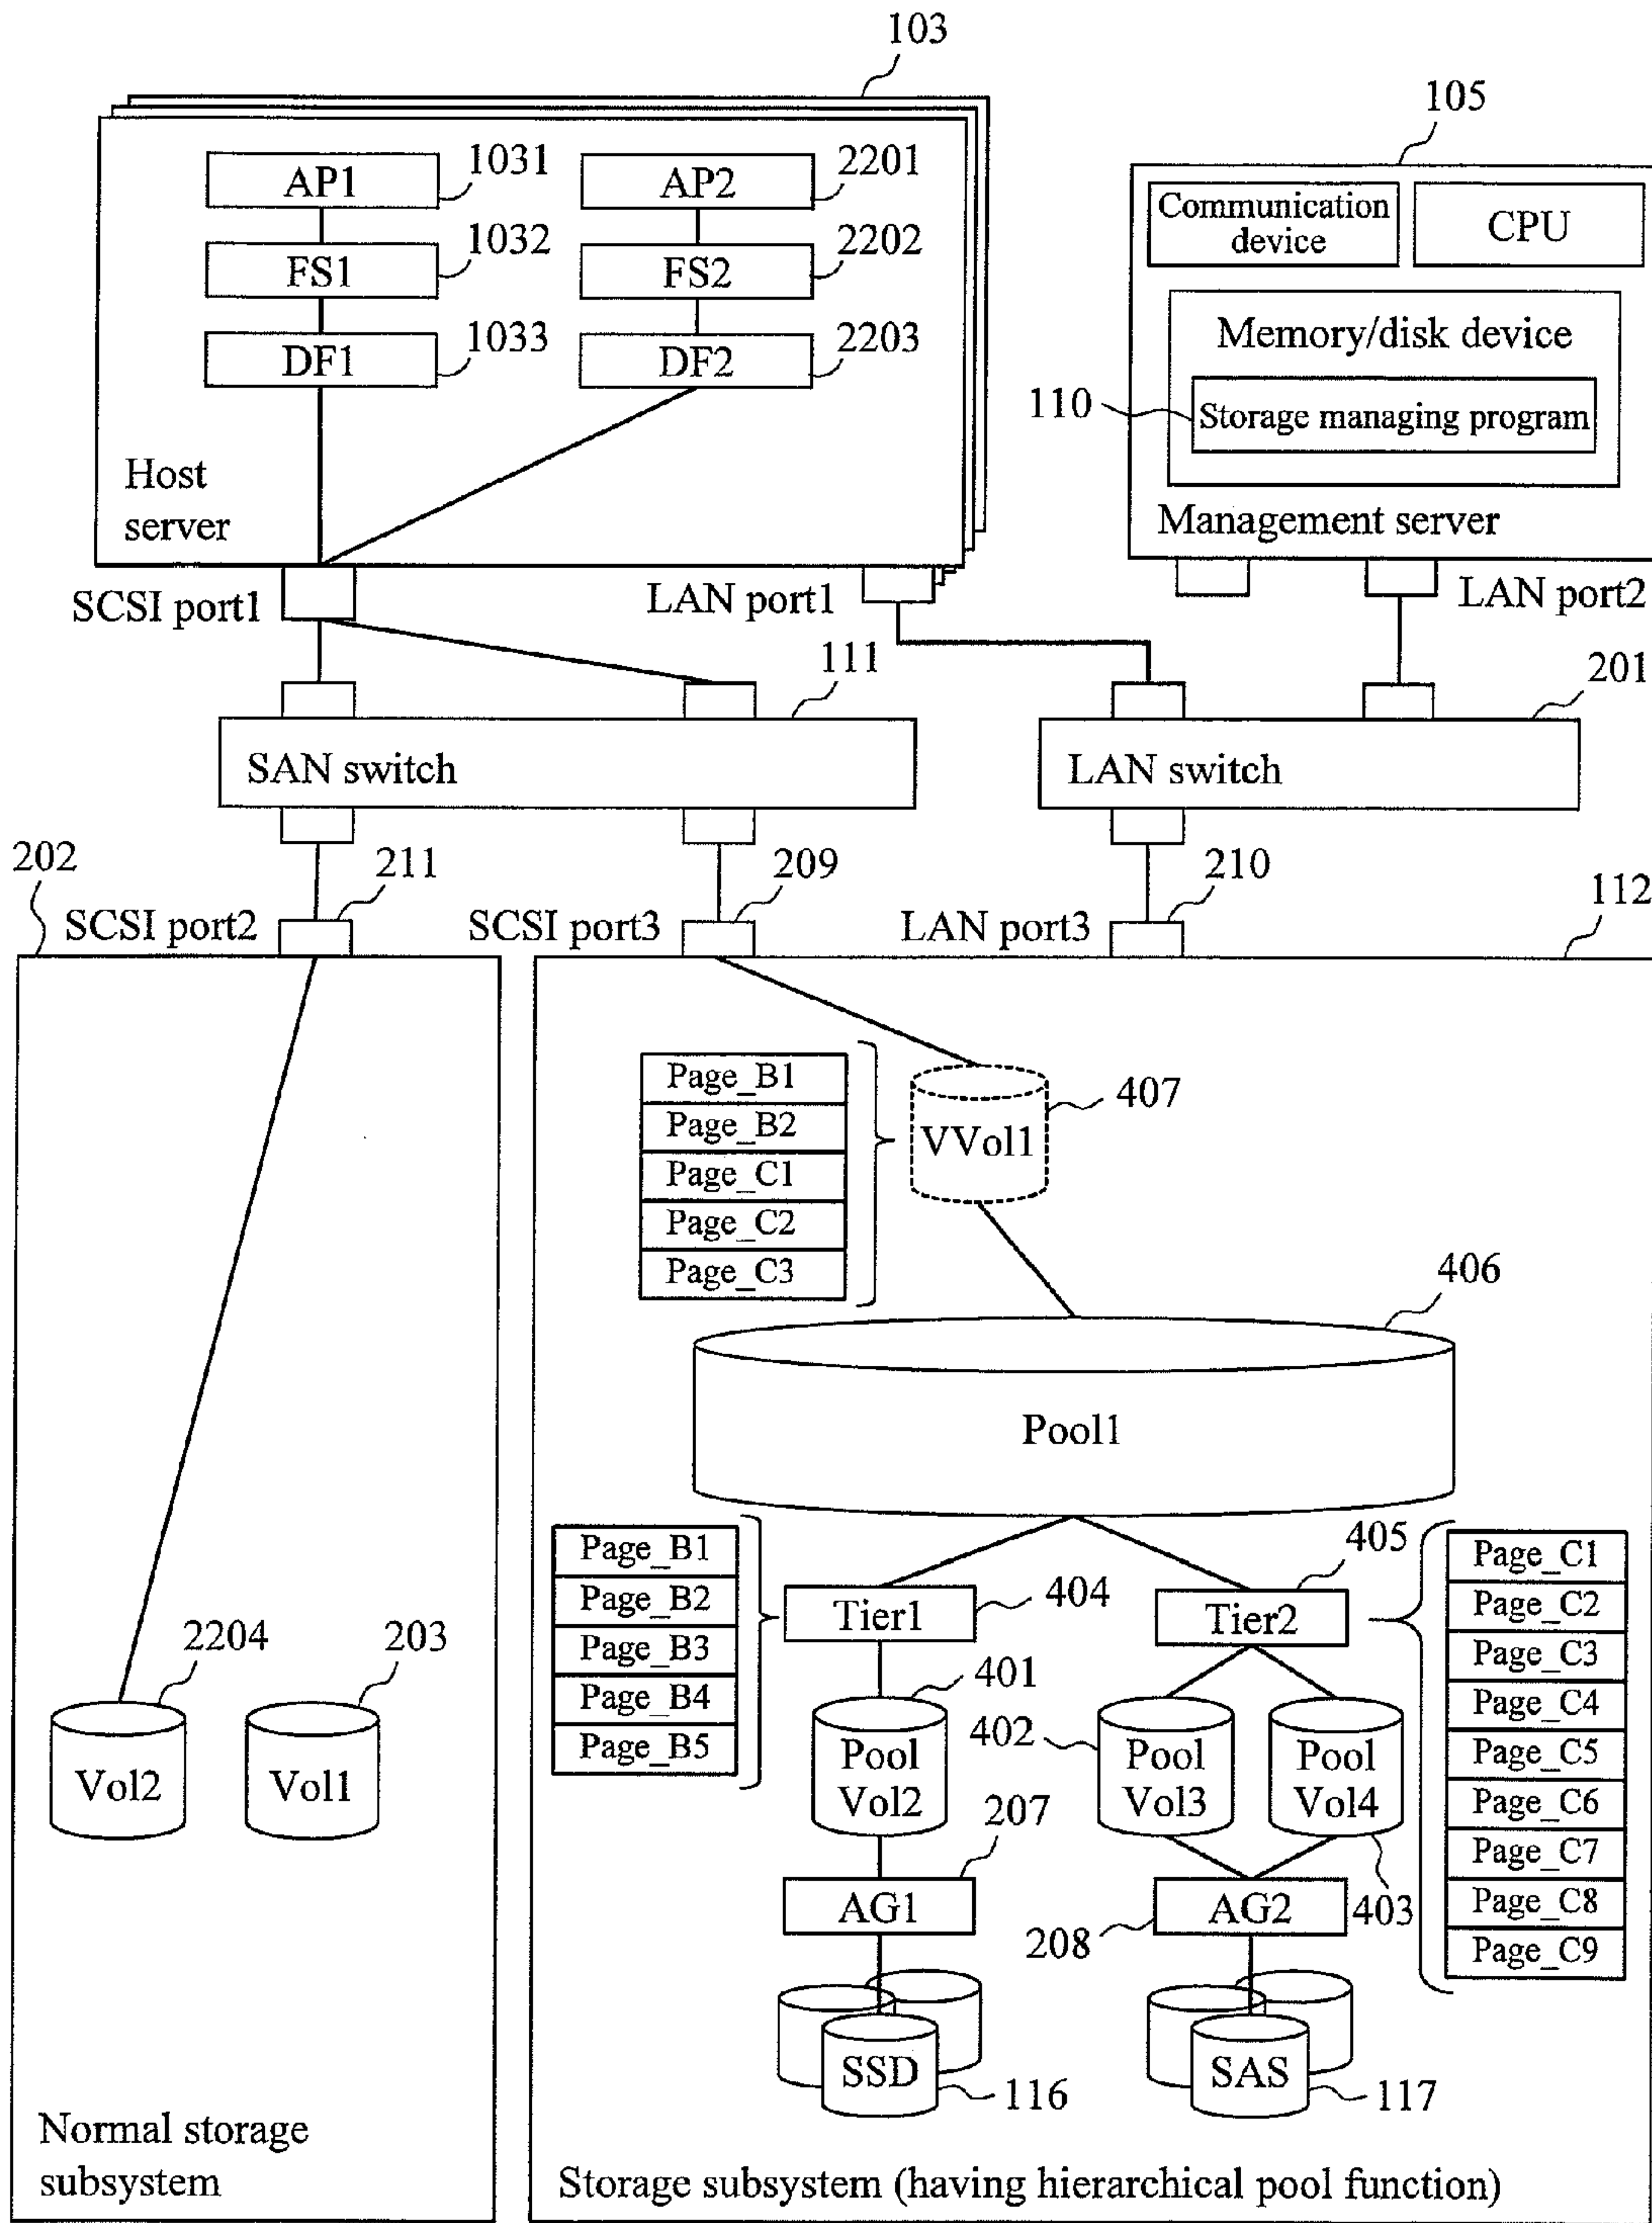 103
105
AP1
1031
AP2
2201
Communication
device
CPU
FS1
1032
FS2
2202
Memory/disk device
DF1
1033
DF2
2203
110
Storage managing program
Host
server
Management server
SCSI port1
LAN port1
LAN port2
111
201
SAN switch
LAN switch
202
211
209
210
112
SCSI port2
SCSI port3
LAN port3
Page_B1
Page_B2
Page_C1
Page_C2
Page_C3
VVol1
407
406
Pool1
Page_B1
Page_B2
Page_B3
Page_B4
Page_B5
Tier1
404
405
Tier2
Page_C1
Page_C2
Page_C3
Page_C4
Page_C5
Page_C6
Page_C7
Page_C8
Page_C9
2204
203
Vol2
Vol1
401
Pool
Vol2
402
Pool
Vol3
Pool
Vol4
207
AG1
208
AG2
403
SSD
116
SAS
117
Normal storage
subsystem
Storage subsystem (having hierarchical pool function)